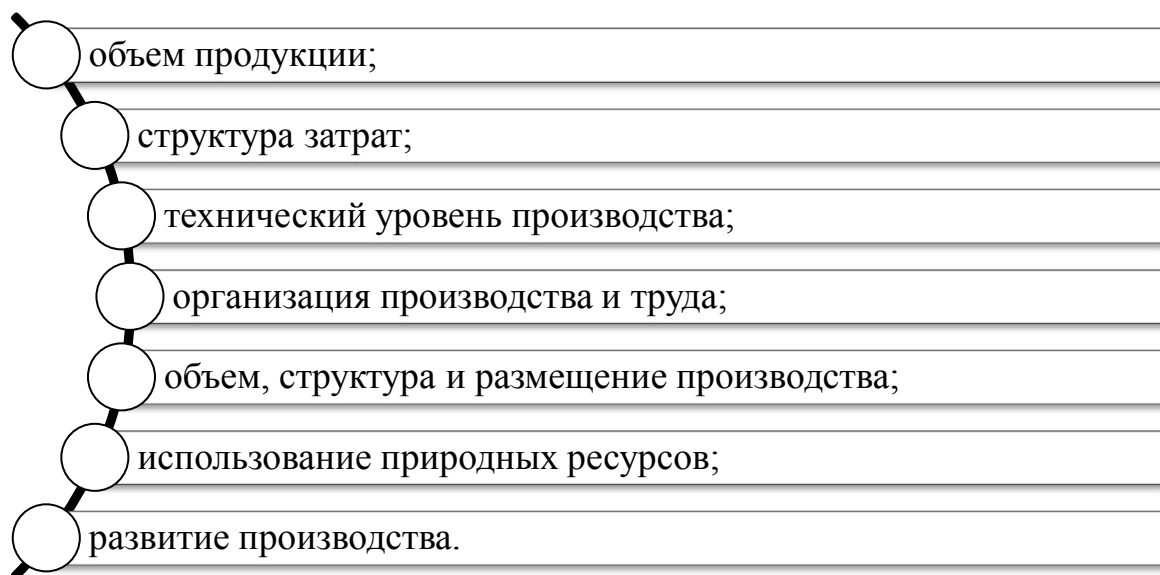 объем продукции;
структура затрат;
технический уровень производства;
организация производства и труда;
объем, структура и размещение производства;
использование природных ресурсов;
развитие производства.